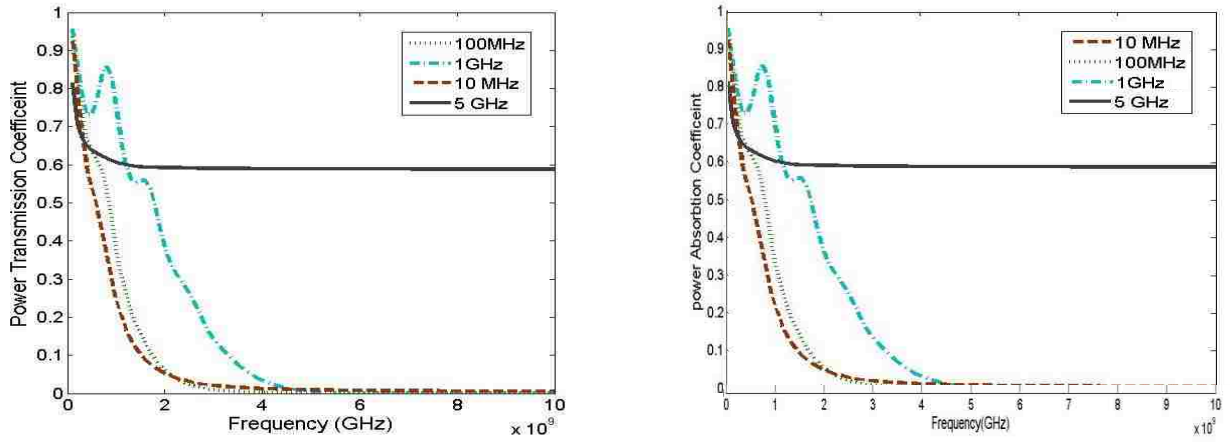 Power Transmission Coefficeint
1
0.9
0.8
0.7
0.6
0.5
0.4
0.3
0.2
0.1
0
100MHz
1GHz
10 MHz
5 GHz
0 2 4 6 8 10
Frequency (GHz)
x 10^9
power Absorbtion Coefficeint
1
0.9
0.8
0.7
0.6
0.5
0.4
0.3
0.2
0.1
0
10 MHz
100MHz
1GHz
5 GHz
0 1 2 3 4 5 6 7 8 9 10
Frequency(GHz)
x 10^9